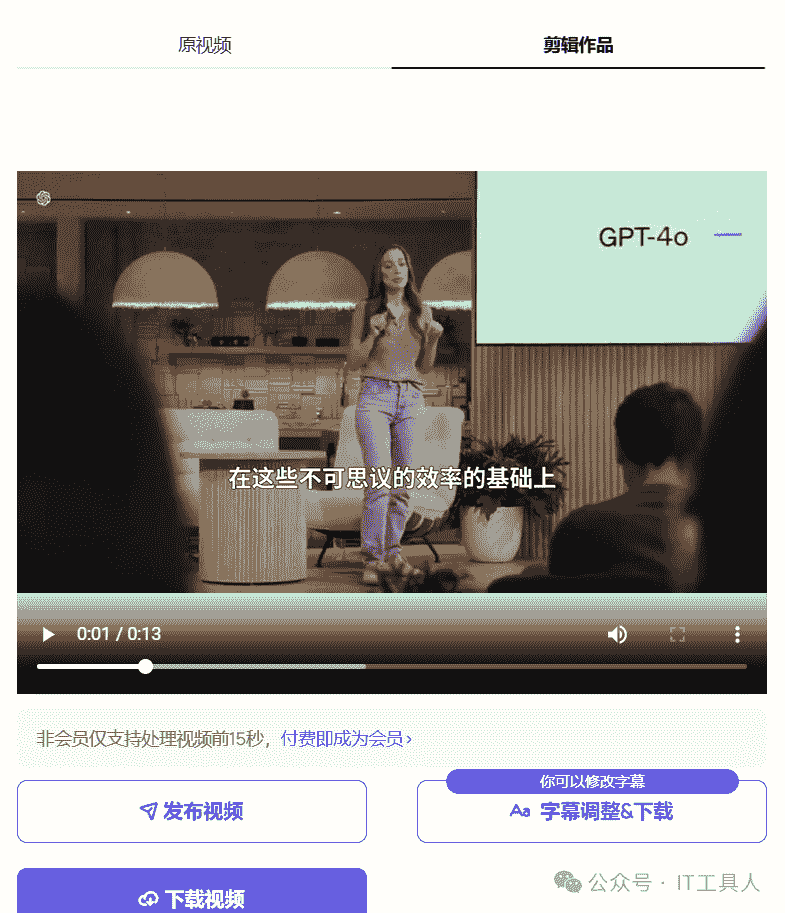 原视频
剪辑作品
GPT-4o
在这些不可思议的效率的基础上
0:01 / 0:13
非会员仅支持处理视频前15秒，付费即成为会员›
发布视频
你可以修改字幕
Aa 字幕调整&下载
下载视频
公众号 · IT工具人